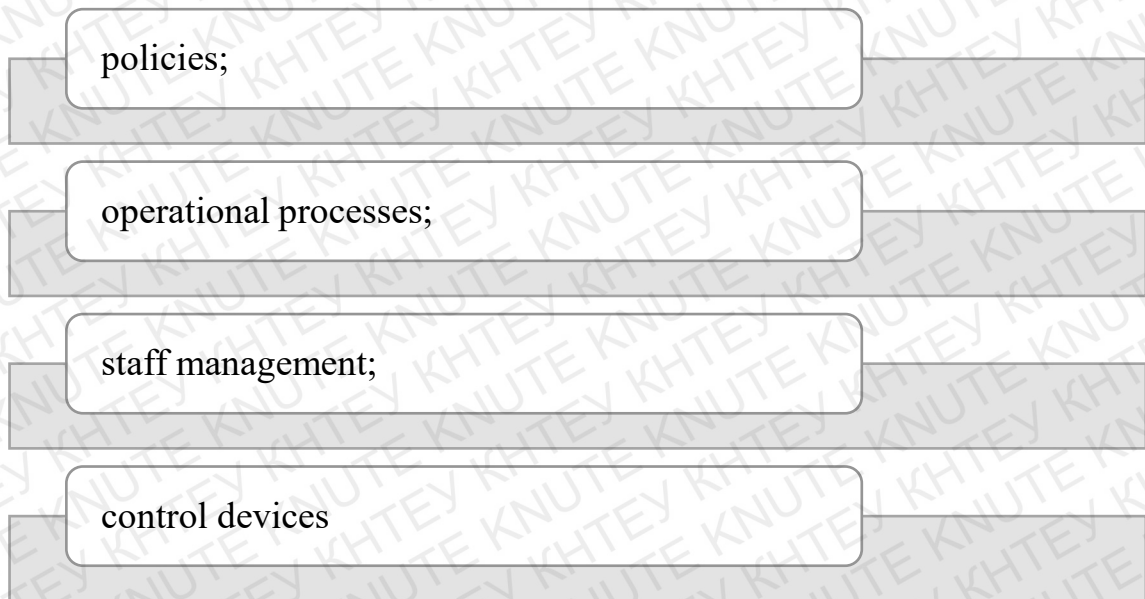 policies;
operational processes;
staff management;
control devices